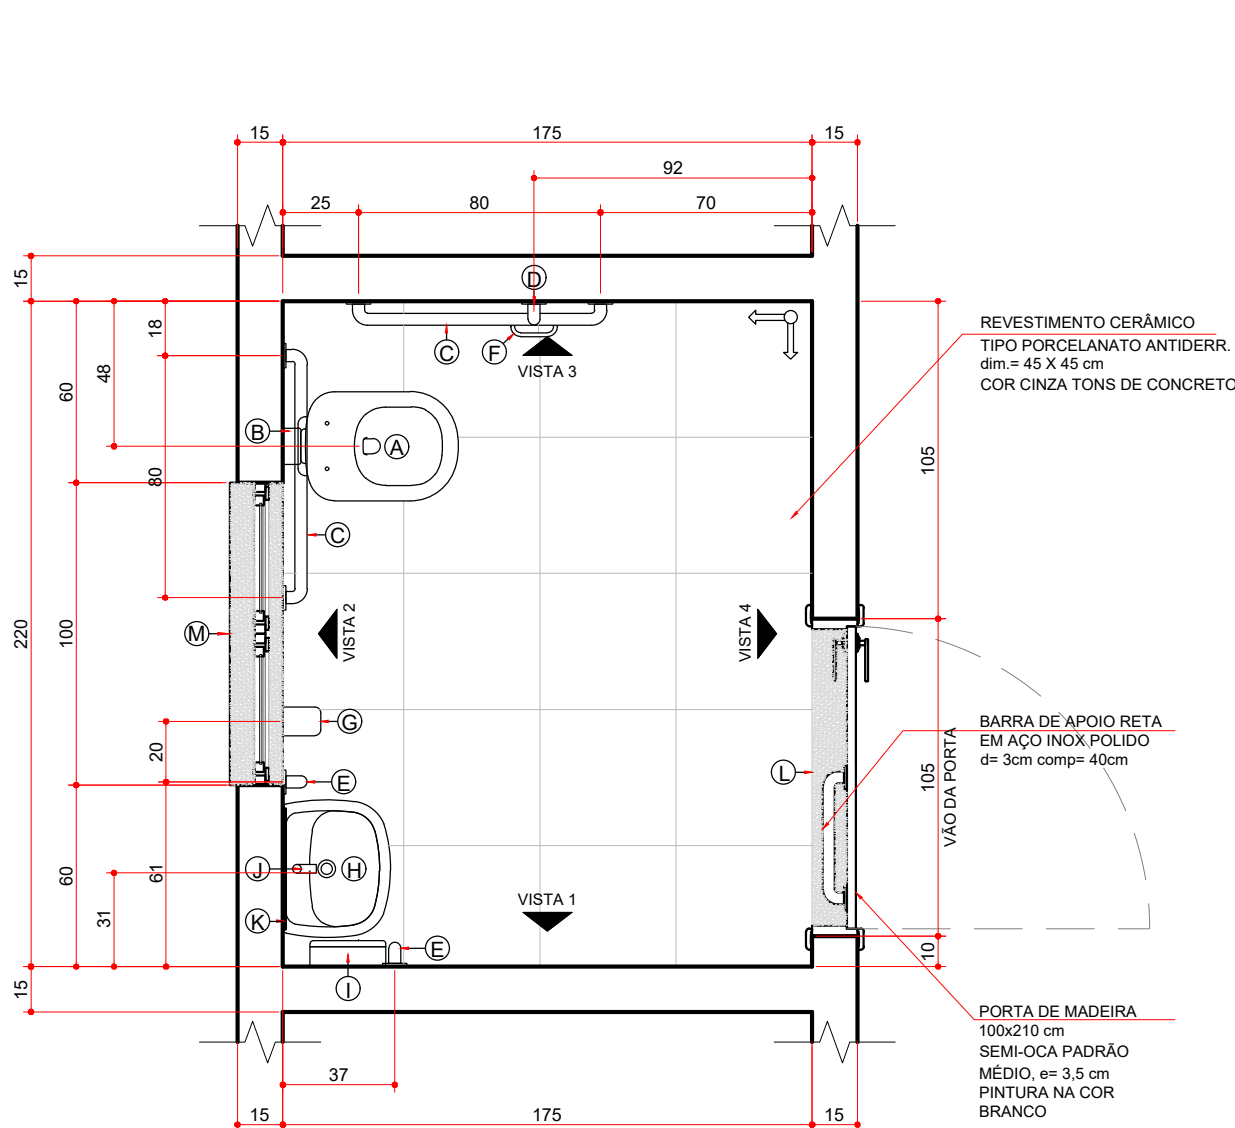 15
175
15
92
25
80
70
15
D
18
C
F
VISTA 3
REVESTIMENTO CERÂMICO
TIPO PORCELANATO ANTIDERR.
dim.= 45 X 45 cm
COR CINZA TONS DE CONCRETO
48
60
B
A
80
105
C
220
100
M
VISTA 2
VISTA 4
G
20
E
L
105
VÃO DA PORTA
BARRA DE APOIO RETA
EM AÇO INOX POLIDO
d= 3cm comp= 40cm
60
61
J
H
31
K
VISTA 1
E
10
15
I
PORTA DE MADEIRA
100x210 cm
SEMI-OCA PADRÃO
MÉDIO, e= 3,5 cm
PINTURA NA COR
BRANCO
37
15
175
15